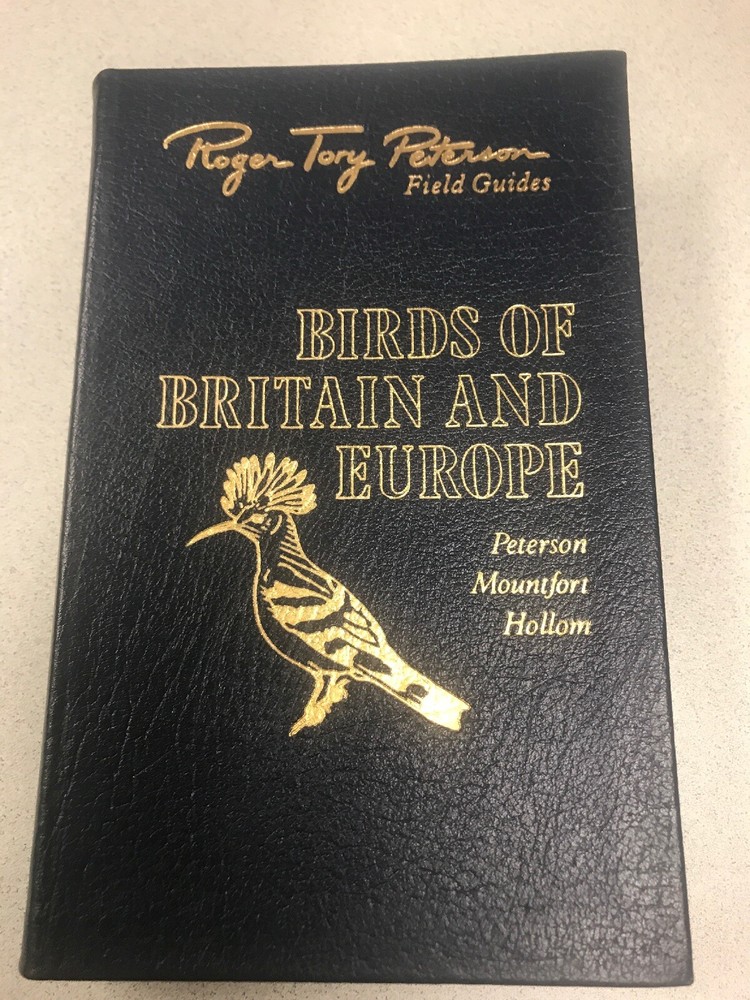 Roger Tory Peterson
Field Guides
BIRDS OF
BRITAIN AND
EUROPE
Peterson
Mountfort
Hollom